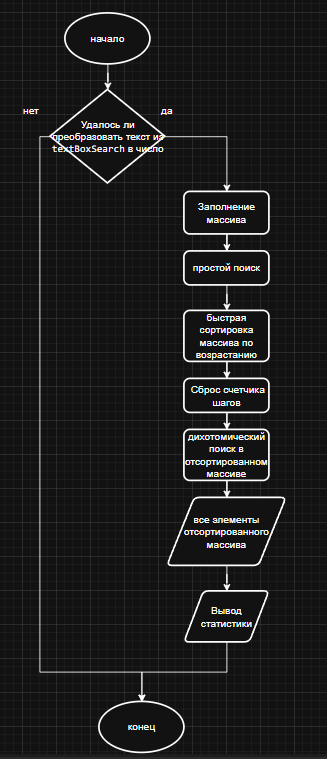 начало
нет
да
Удалось ли
преобразовать текст из
textBoxSearch в число
Заполнение
массива
простой поиск
быстрая
сортировка
массива по
возрастанию
Сброс счетчика
шагов
дихотомический
поиск в
отсортированном
массиве
все элементы
отсортированного
массива
Вывод
статистики
конец